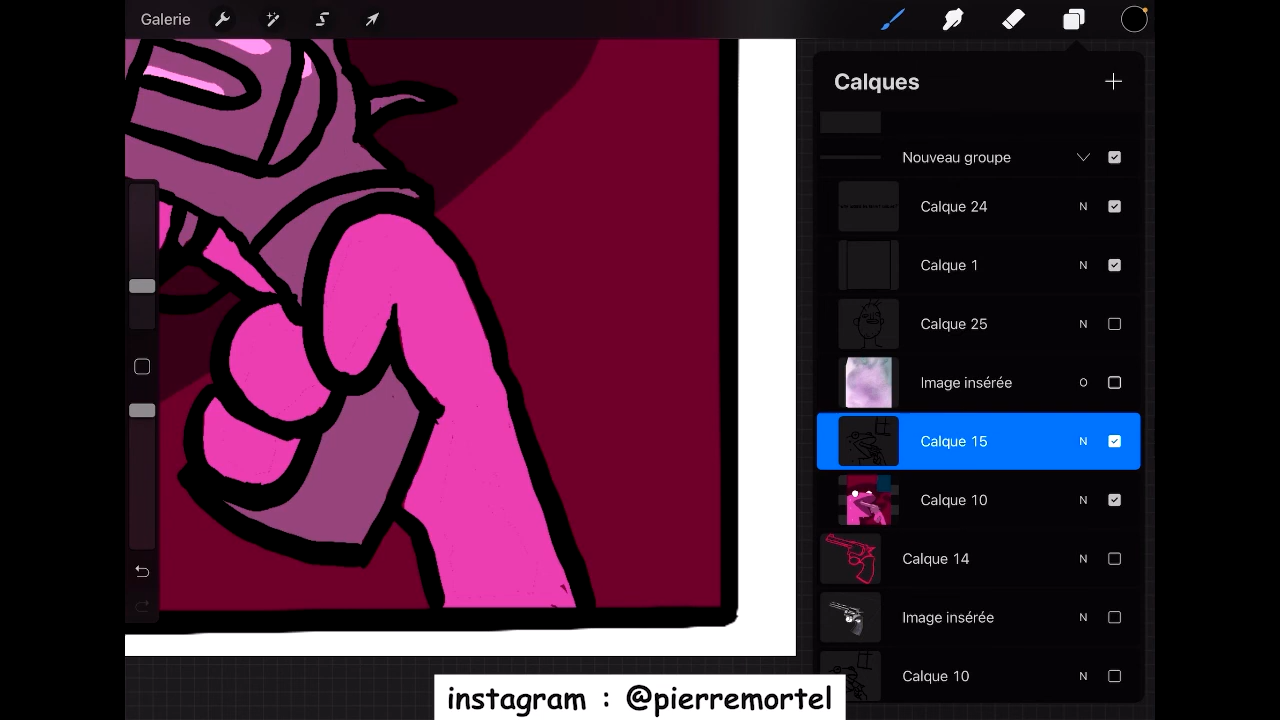 Galerie
Calques
Nouveau groupe
Calque 24 N
Calque 1 N
Calque 25 N
Image insérée O
Calque 15 N
Calque 10 N
Calque 14 N
Image insérée N
Calque 10 N
instagram : @pierremortel